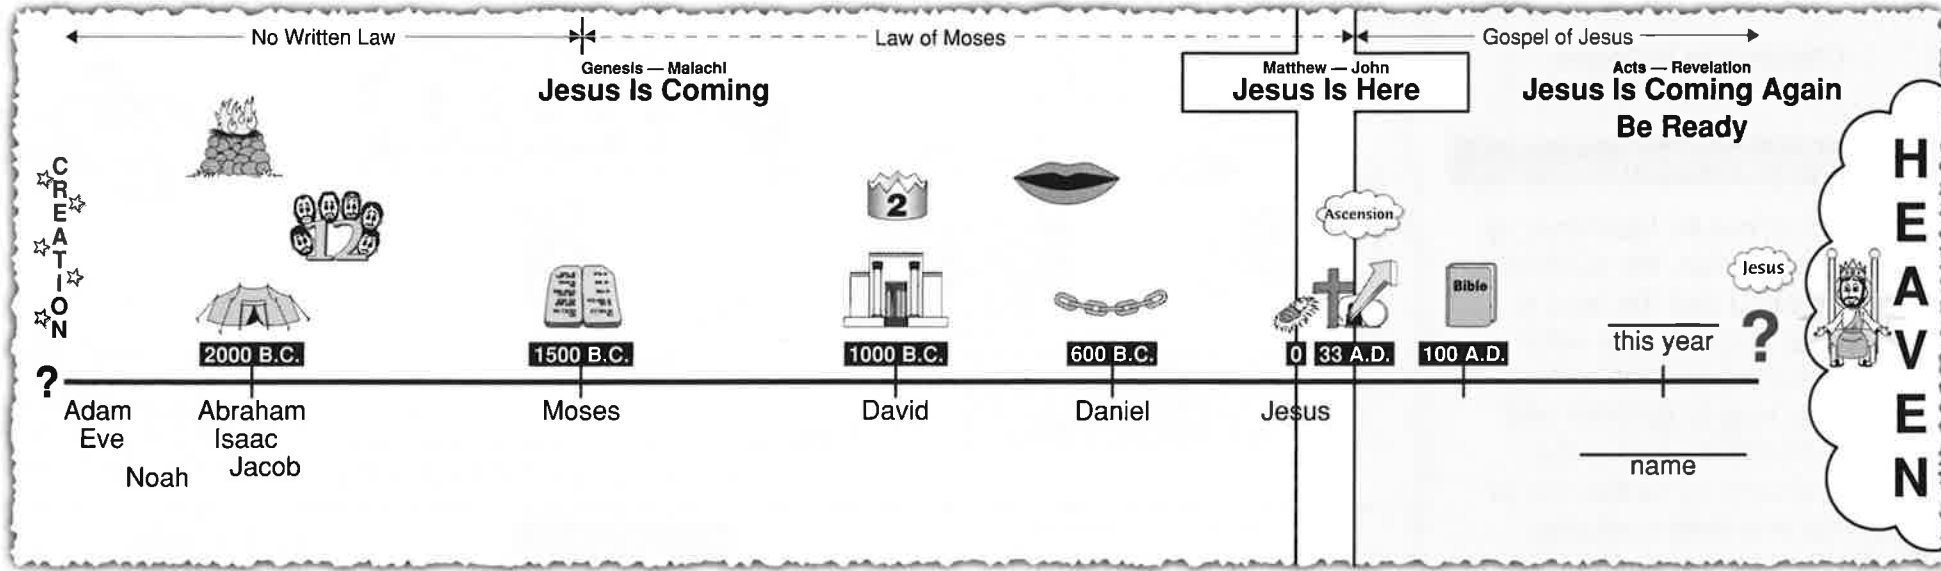 No Written Law
Law of Moses
Gospel of Jesus
Genesis — Malachi
Jesus Is Coming
Matthew — John
Jesus Is Here
Acts — Revelation
Jesus Is Coming Again
Be Ready
CREATION
12
2
Ascension
Bible
Jesus
HEAVEN
this year
?
2000 B.C.
1500 B.C.
1000 B.C.
600 B.C.
0
33 A.D.
100 A.D.
?
Adam
Eve
Noah
Abraham
Isaac
Jacob
Moses
David
Daniel
Jesus
name